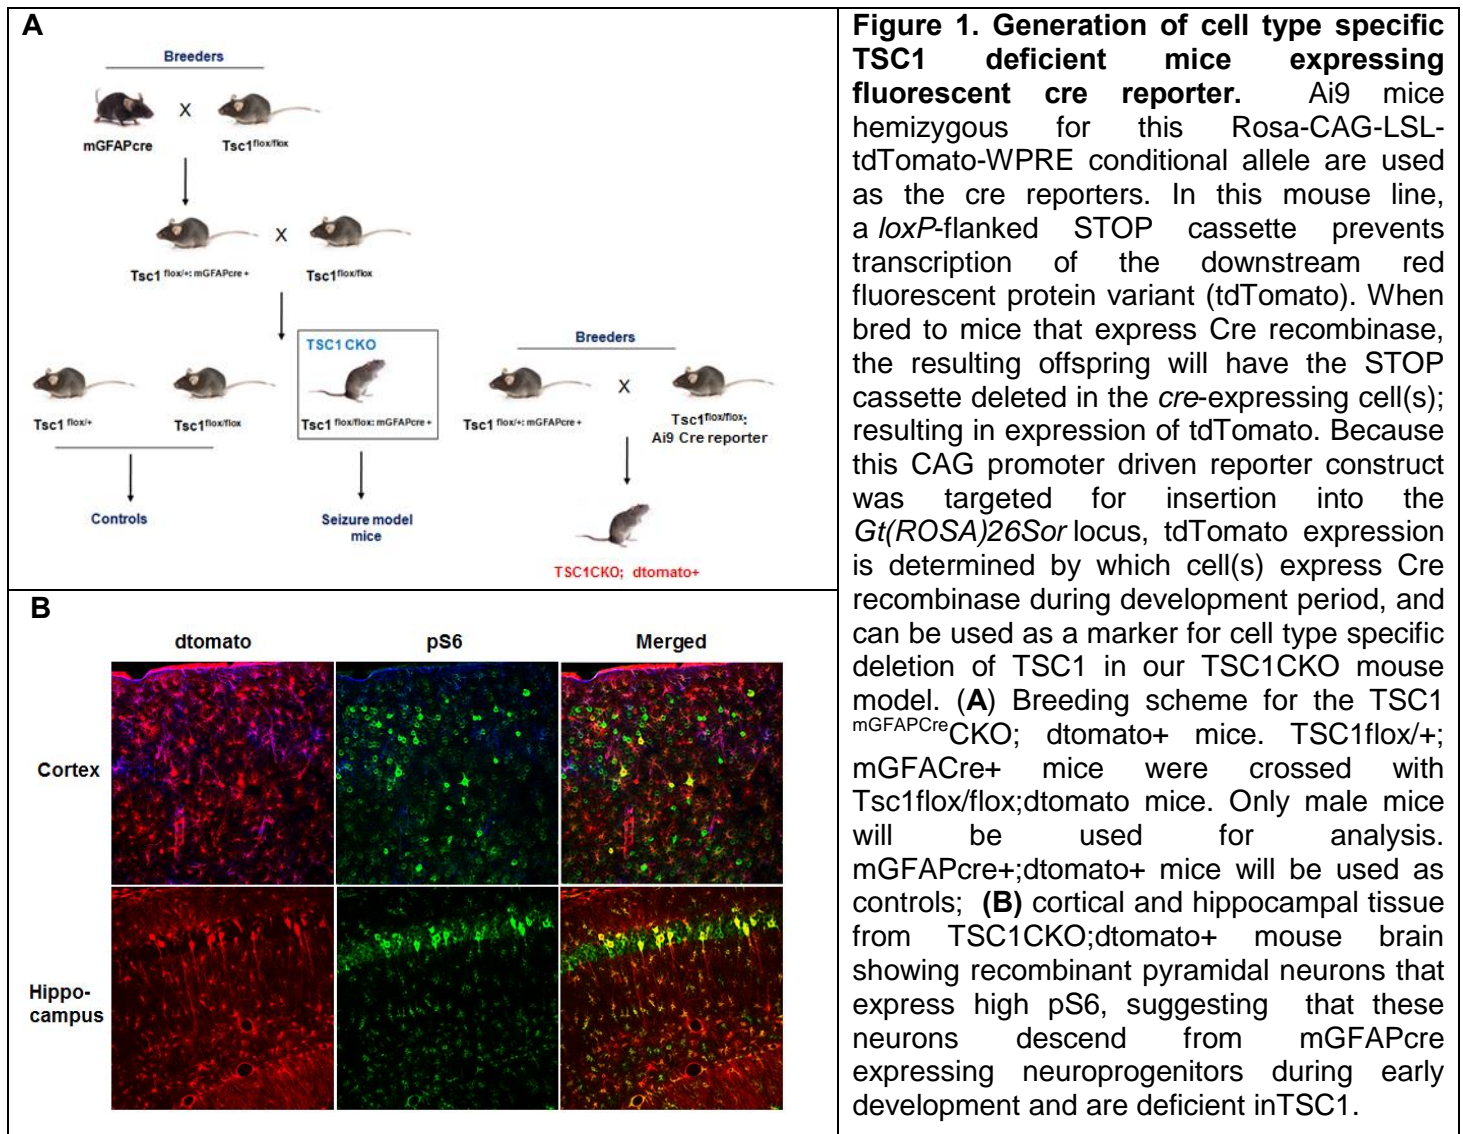 A
Breeders
X
mGFAPcre
Tsc1flox/flox
X
Tsc1 flox/+: mGFAPcre +
Tsc1flox/flox
TSC1 CKO
Breeders
X
Tsc1 flox/+
Tsc1flox/flox
Tsc1 flox/flox: mGFAPcre +
Tsc1 flox/+: mGFAPcre +
Tsc1flox/flox:
Ai9 Cre reporter
Controls
Seizure model
mice
TSC1CKO; dtomato+
B
dtomato
pS6
Merged
Cortex
Hippo-
campus
Figure 1. Generation of cell type specific
TSC1 deficient mice expressing
fluorescent cre reporter. Ai9 mice
hemizygous for this Rosa-CAG-LSL-
tdTomato-WPRE conditional allele are used
as the cre reporters. In this mouse line,
a loxP-flanked STOP cassette prevents
transcription of the downstream red
fluorescent protein variant (tdTomato). When
bred to mice that express Cre recombinase,
the resulting offspring will have the STOP
cassette deleted in the cre-expressing cell(s);
resulting in expression of tdTomato. Because
this CAG promoter driven reporter construct
was targeted for insertion into the
Gt(ROSA)26Sor locus, tdTomato expression
is determined by which cell(s) express Cre
recombinase during development period, and
can be used as a marker for cell type specific
deletion of TSC1 in our TSC1CKO mouse
model. (A) Breeding scheme for the TSC1
mGFAPCreCKO; dtomato+ mice. TSC1flox/+;
mGFACre+ mice were crossed with
Tsc1flox/flox;dtomato mice. Only male mice
will be used for analysis.
mGFAPcre+;dtomato+ mice will be used as
controls; (B) cortical and hippocampal tissue
from TSC1CKO;dtomato+ mouse brain
showing recombinant pyramidal neurons that
express high pS6, suggesting that these
neurons descend from mGFAPcre
expressing neuroprogenitors during early
development and are deficient inTSC1.